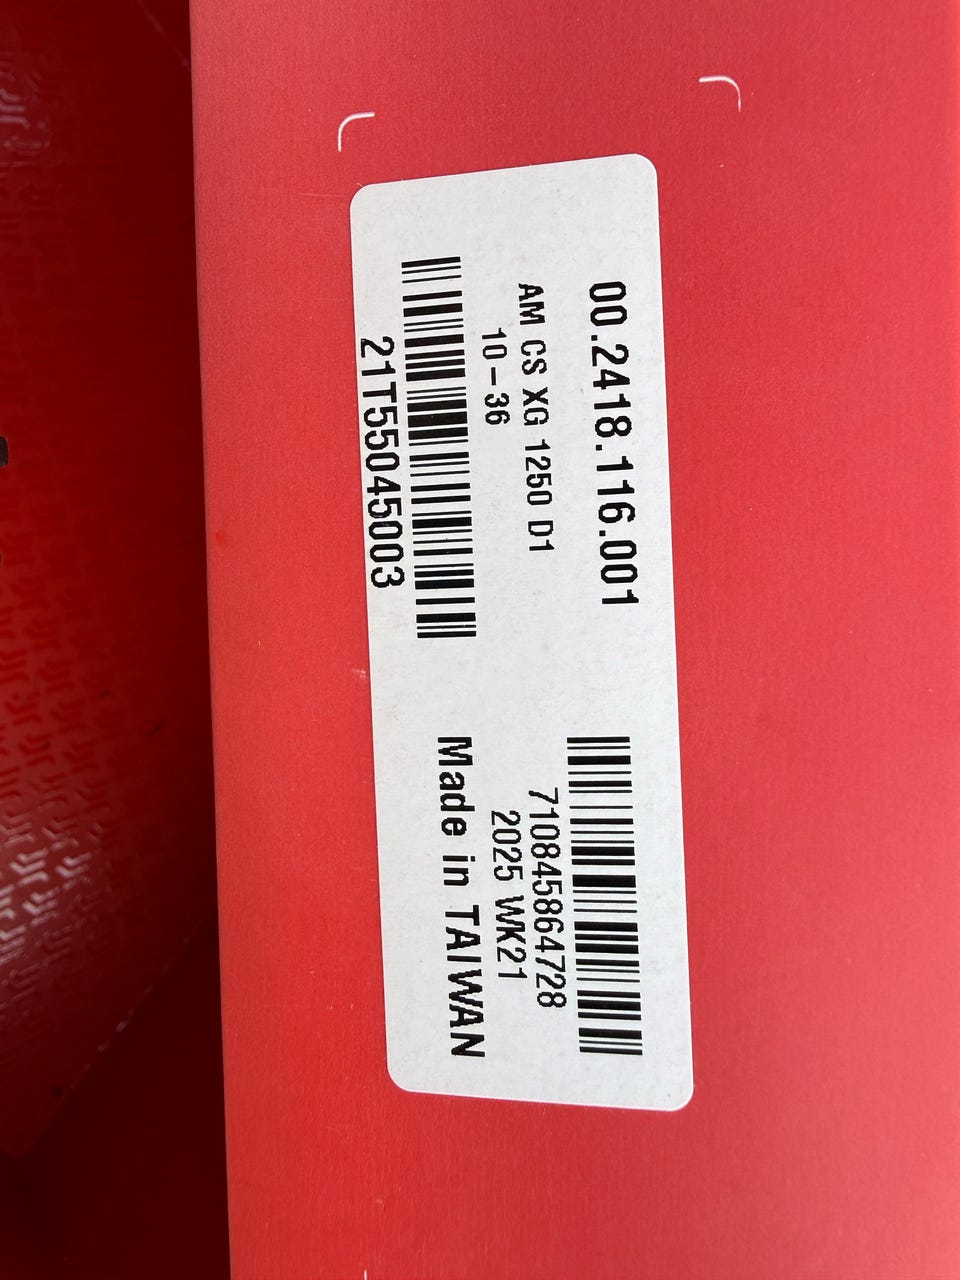 00.2418.116.001
AM CS XG 1250 D1
10-36
21T55045003
710845864728
2025 WK21
Made in TAIWAN